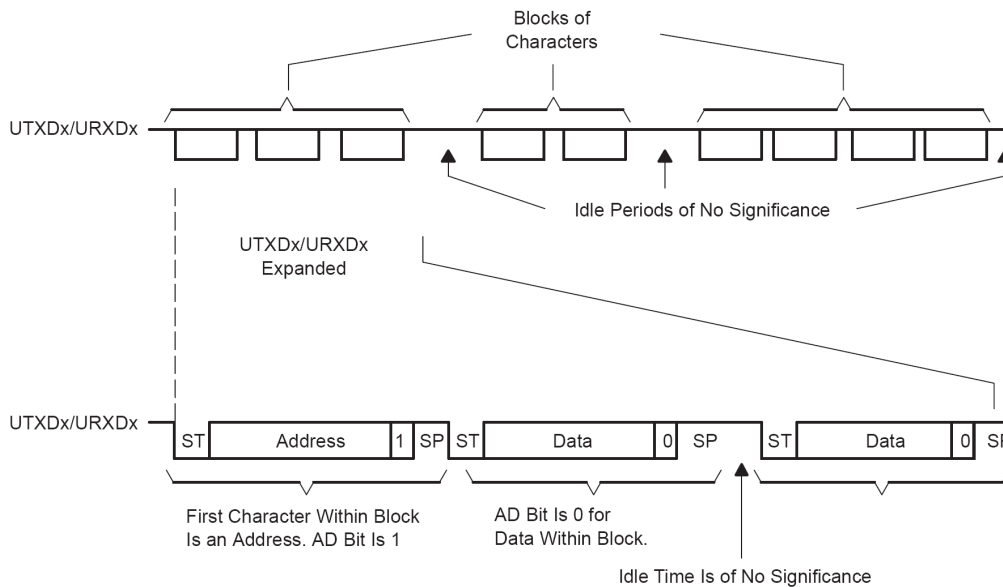 Blocks of
Characters
UTXDx/URXDx
Idle Periods of No Significance
UTXDx/URXDx
Expanded
UTXDx/URXDx
ST Address 1 SP ST Data 0 SP ST Data 0 SP
First Character Within Block
Is an Address. AD Bit Is 1
AD Bit Is 0 for
Data Within Block.
Idle Time Is of No Significance